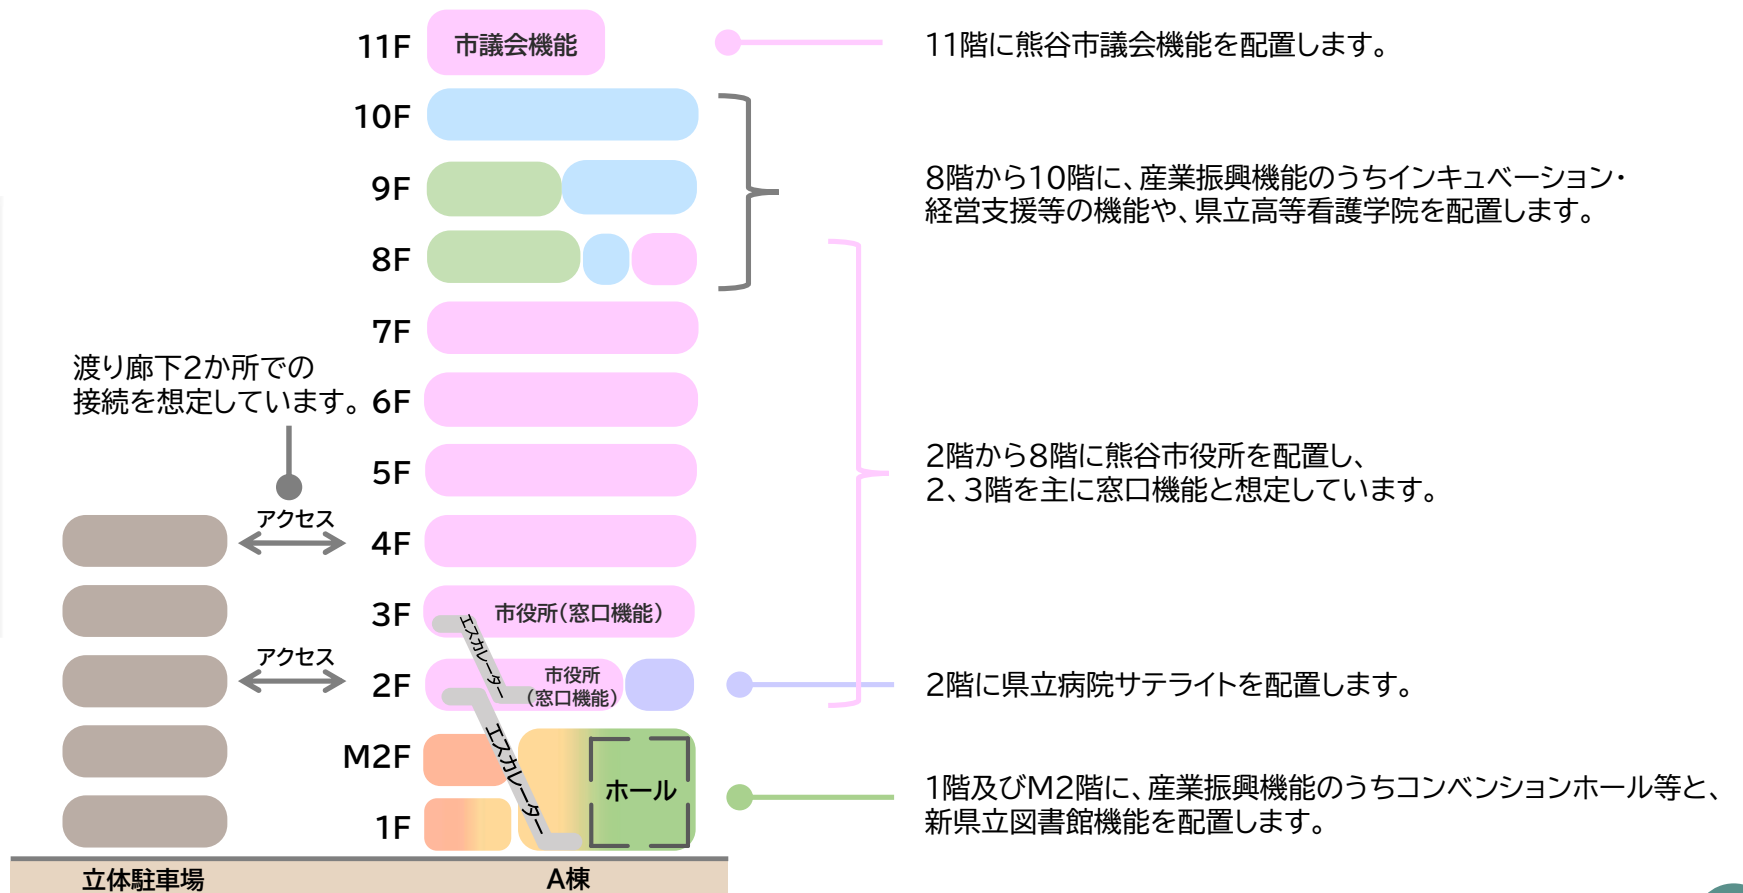 11F
市議会機能
11階に熊谷市議会機能を配置します。
10F
9F
8階から10階に、産業振興機能のうちインキュベーション・
経営支援等の機能や、県立高等看護学院を配置します。
8F
7F
渡り廊下2か所での
接続を想定しています。
6F
5F
2階から8階に熊谷市役所を配置し、
2、3階を主に窓口機能と想定しています。
アクセス
4F
3F
市役所(窓口機能)
エスカレーター
アクセス
2F
市役所
(窓口機能)
2階に県立病院サテライトを配置します。
エスカレーター
M2F
ホール
1階及びM2階に、産業振興機能のうちコンベンションホール等と、
新県立図書館機能を配置します。
1F
立体駐車場
A棟